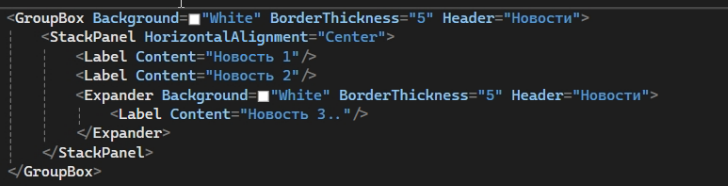 <GroupBox Background="White" BorderThickness="5" Header="Новости">
<StackPanel HorizontalAlignment="Center">
<Label Content="Новость 1"/>
<Label Content="Новость 2"/>
<Expander Background="White" BorderThickness="5" Header="Новости">
<Label Content="Новость 3.."/>
</Expander>
</StackPanel>
</GroupBox>